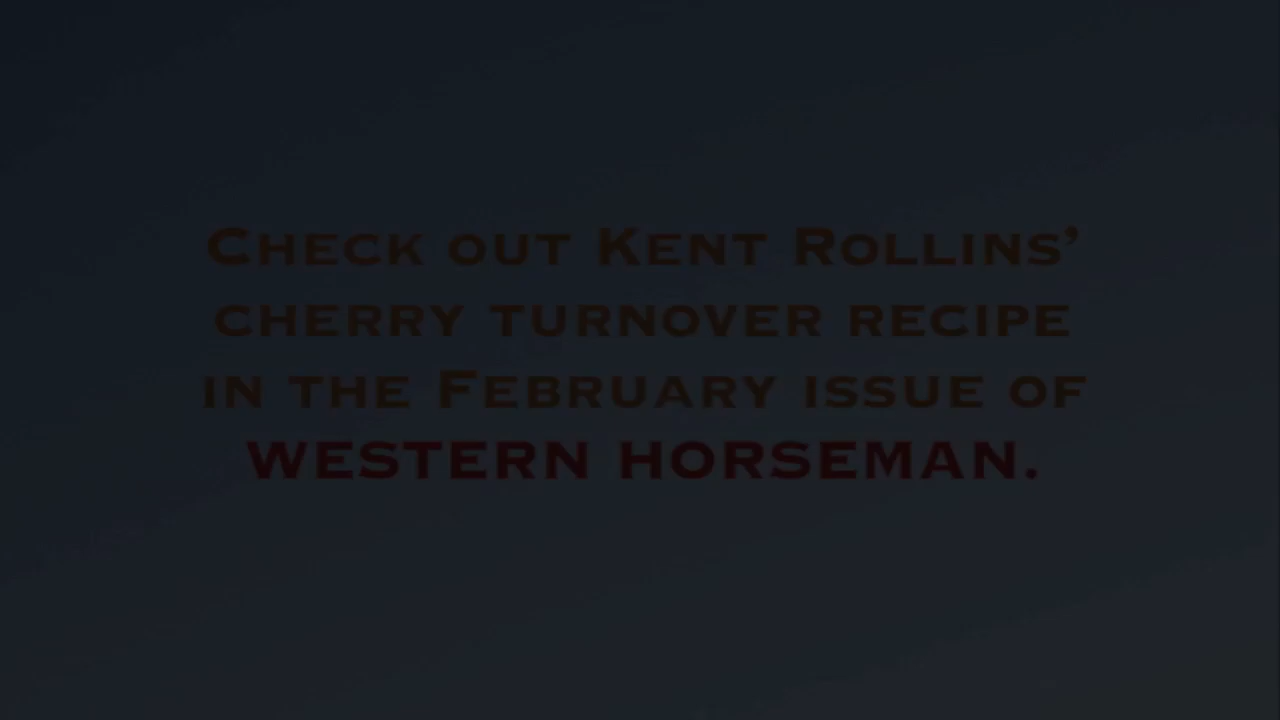 Check out Kent Rollins’
cherry turnover recipe
in the February issue of
WESTERN HORSEMAN.